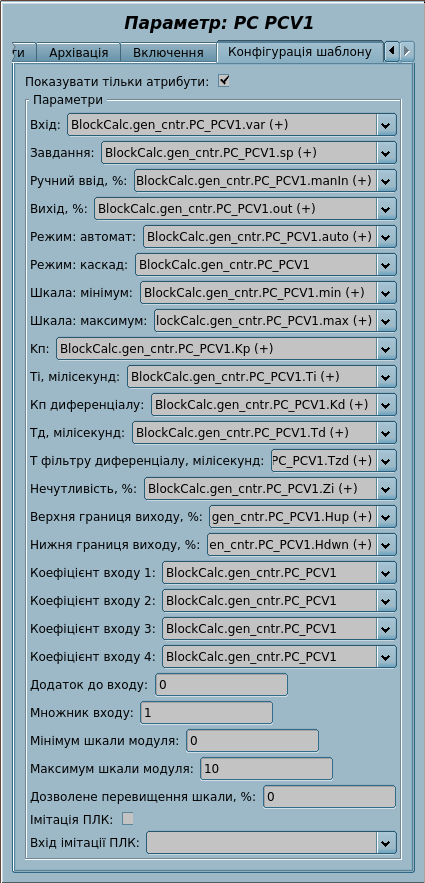 Параметр: PC PCV1
ти Архівація Включення Конфігурація шаблону
Показувати тільки атрибути:
Параметри
Вхід: BlockCalc.gen_cntr.PC_PCV1.var (+)
Завдання: BlockCalc.gen_cntr.PC_PCV1.sp (+)
Ручний ввід, %: BlockCalc.gen_cntr.PC_PCV1.manIn (+)
Вихід, %: BlockCalc.gen_cntr.PC_PCV1.out (+)
Режим: автомат: BlockCalc.gen_cntr.PC_PCV1.auto (+)
Режим: каскад: BlockCalc.gen_cntr.PC_PCV1
Шкала: мінімум: BlockCalc.gen_cntr.PC_PCV1.min (+)
Шкала: максимум: lockCalc.gen_cntr.PC_PCV1.max (+)
Кп: BlockCalc.gen_cntr.PC_PCV1.Kp (+)
Ті, мілісекунд: BlockCalc.gen_cntr.PC_PCV1.Ti (+)
Кп диференціалу: BlockCalc.gen_cntr.PC_PCV1.Kd (+)
Тд, мілісекунд: BlockCalc.gen_cntr.PC_PCV1.Td (+)
Т фільтру диференціалу, мілісекунд: PC_PCV1.Tzd (+)
Нечутливість, %: BlockCalc.gen_cntr.PC_PCV1.Zi (+)
Верхня границя виходу, %: gen_cntr.PC_PCV1.Hup (+)
Нижня границя виходу, %: en_cntr.PC_PCV1.Hdwn (+)
Коефіцієнт входу 1: BlockCalc.gen_cntr.PC_PCV1
Коефіцієнт входу 2: BlockCalc.gen_cntr.PC_PCV1
Коефіцієнт входу 3: BlockCalc.gen_cntr.PC_PCV1
Коефіцієнт входу 4: BlockCalc.gen_cntr.PC_PCV1
Додаток до входу: 0
Множник входу: 1
Мінімум шкали модуля: 0
Максимум шкали модуля: 10
Дозволене перевищення шкали, %: 0
Імітація ПЛК:
Вхід імітації ПЛК: